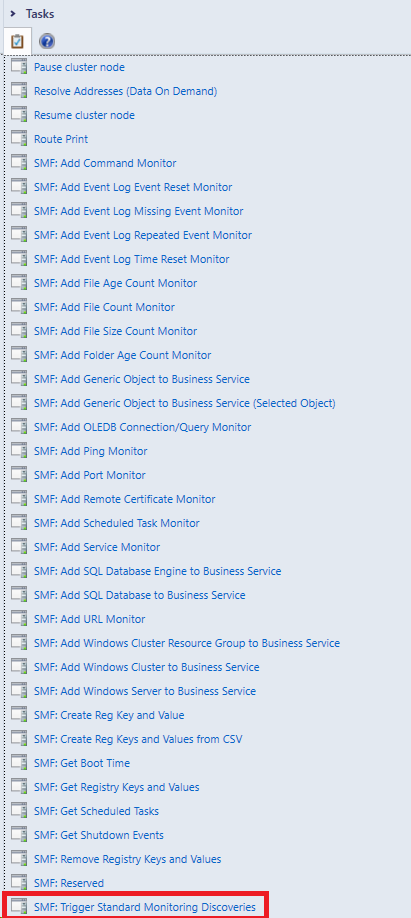 Tasks
Pause cluster node
Resolve Addresses (Data On Demand)
Resume cluster node
Route Print
SMF: Add Command Monitor
SMF: Add Event Log Event Reset Monitor
SMF: Add Event Log Missing Event Monitor
SMF: Add Event Log Repeated Event Monitor
SMF: Add Event Log Time Reset Monitor
SMF: Add File Age Count Monitor
SMF: Add File Count Monitor
SMF: Add File Size Count Monitor
SMF: Add Folder Age Count Monitor
SMF: Add Generic Object to Business Service
SMF: Add Generic Object to Business Service (Selected Object)
SMF: Add OLEDB Connection/Query Monitor
SMF: Add Ping Monitor
SMF: Add Port Monitor
SMF: Add Remote Certificate Monitor
SMF: Add Scheduled Task Monitor
SMF: Add Service Monitor
SMF: Add SQL Database Engine to Business Service
SMF: Add SQL Database to Business Service
SMF: Add URL Monitor
SMF: Add Windows Cluster Resource Group to Business Service
SMF: Add Windows Cluster to Business Service
SMF: Add Windows Server to Business Service
SMF: Create Reg Key and Value
SMF: Create Reg Keys and Values from CSV
SMF: Get Boot Time
SMF: Get Registry Keys and Values
SMF: Get Scheduled Tasks
SMF: Get Shutdown Events
SMF: Remove Registry Keys and Values
SMF: Reserved
SMF: Trigger Standard Monitoring Discoveries